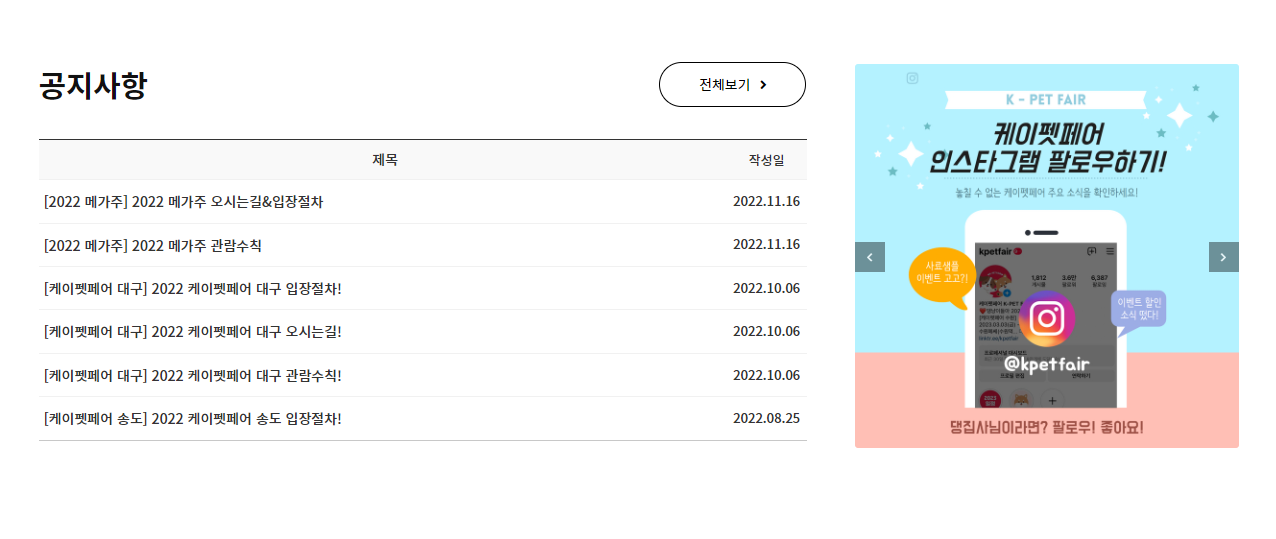 공지사항
전체보기
제목 작성일
[2022 메가주] 2022 메가주 오시는길&입장절차 2022.11.16
[2022 메가주] 2022 메가주 관람수칙 2022.11.16
[케이펫페어 대구] 2022 케이펫페어 대구 입장절차! 2022.10.06
[케이펫페어 대구] 2022 케이펫페어 대구 오시는길! 2022.10.06
[케이펫페어 대구] 2022 케이펫페어 대구 관람수칙! 2022.10.06
[케이펫페어 송도] 2022 케이펫페어 송도 입장절차! 2022.08.25
K - PET FAIR
케이펫페어
인스타그램 팔로우하기!
놓칠 수 없는 케이펫페어 주요 소식을 확인하세요!
kpetfair
사료샘플
이벤트 고고?!
1,812 3.6만 6,387
게시물 팔로워 팔로잉
이벤트 할인
소식 떴다!
@kpetfair
댕집사님이라면? 팔로우! 좋아요!